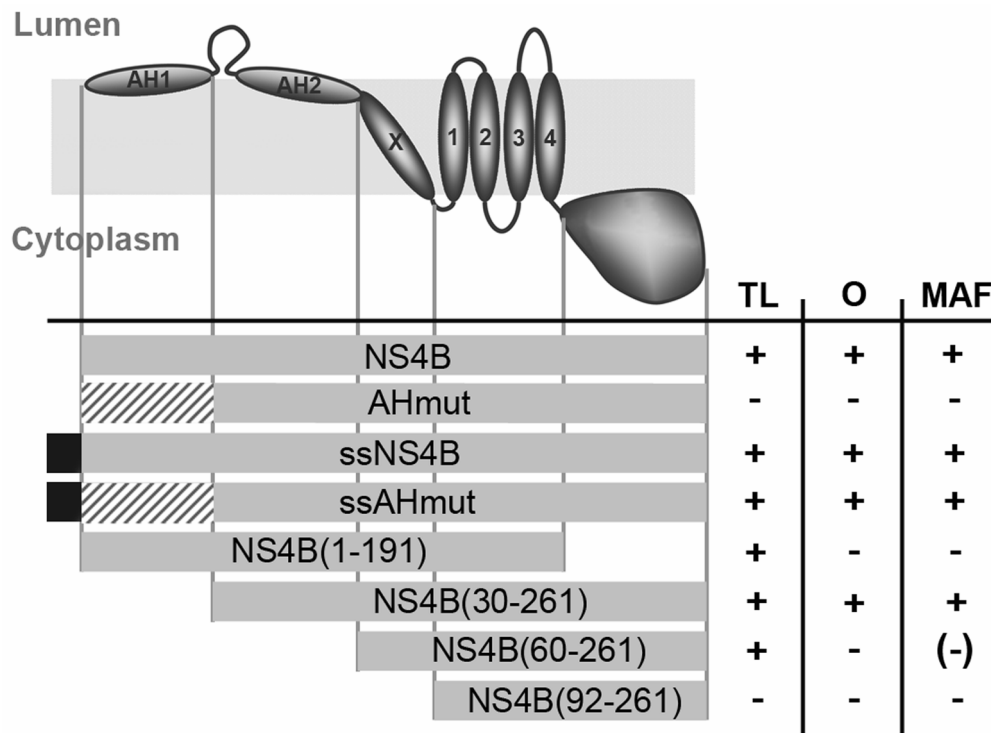 Lumen
AH1
AH2
X
1 2 3 4
Cytoplasm
TL O MAF
NS4B + + +
AHmut - - -
ssNS4B + + +
ssAHmut + + +
NS4B(1-191) + - -
NS4B(30-261) + + +
NS4B(60-261) + - (-)
NS4B(92-261) - - -